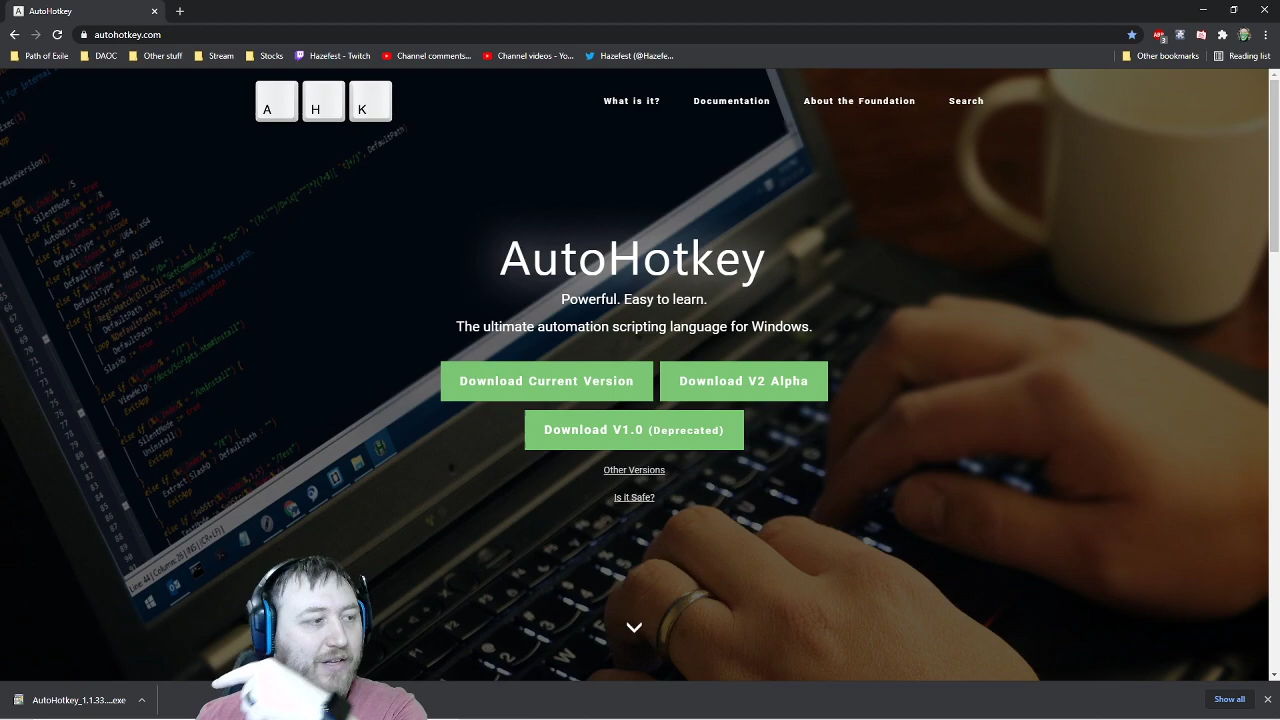 AutoHotkey
autohotkey.com
Path of Exile
DAOC
Other stuff
Stream
Stocks
Hazefest - Twitch
Channel comments...
Channel videos - Yo...
Hazefest (@Hazefe...
Other bookmarks
Reading list
A H K
What is it?
Documentation
About the Foundation
Search
AutoHotkey
Powerful. Easy to learn.
The ultimate automation scripting language for Windows.
Download Current Version
Download V2 Alpha
Download V1.0 (Deprecated)
Other Versions
Is it Safe?
AutoHotkey_1.1.33....exe
Show all